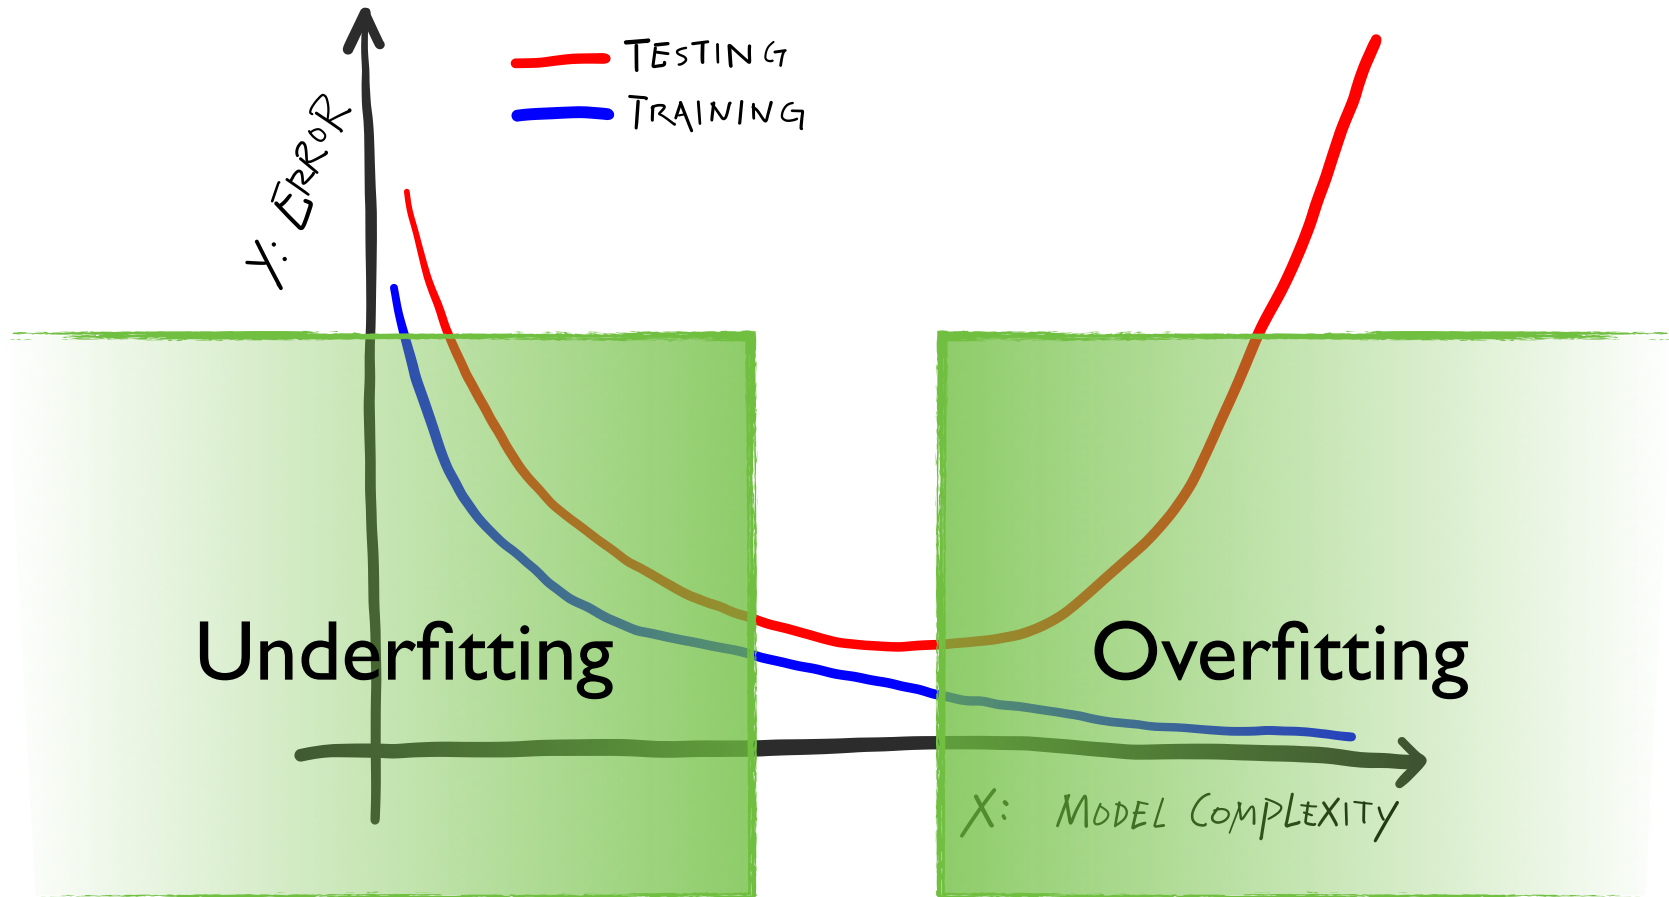 TESTING
TRAINING
Y: ERROR
Underfitting
Overfitting
X: MODEL COMPLEXITY